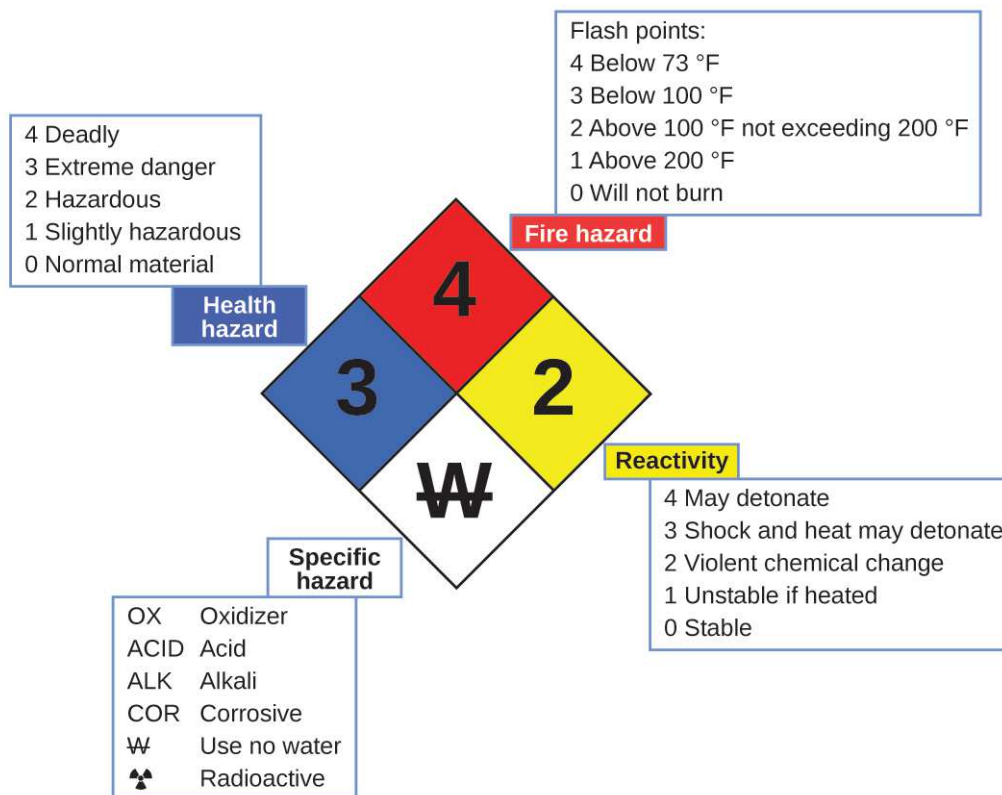 Flash points:
4 Below 73 °F
3 Below 100 °F
2 Above 100 °F not exceeding 200 °F
1 Above 200 °F
0 Will not burn
Fire hazard
4 Deadly
3 Extreme danger
2 Hazardous
1 Slightly hazardous
0 Normal material
Health
hazard
4
3
2
W
Reactivity
4 May detonate
3 Shock and heat may detonate
2 Violent chemical change
1 Unstable if heated
0 Stable
Specific
hazard
OX Oxidizer
ACID Acid
ALK Alkali
COR Corrosive
W Use no water
☢ Radioactive